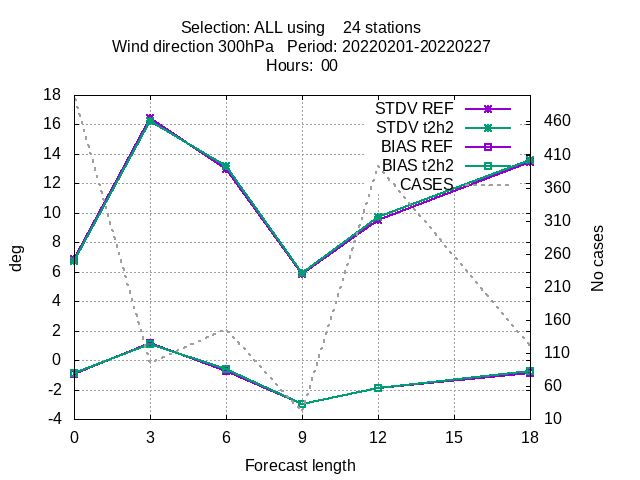 Selection: ALL using    24 stations
Wind direction 300hPa   Period: 20220201-20220227
Hours:  00
STDV REF
STDV t2h2
BIAS REF
BIAS t2h2
CASES
18
16
14
12
10
8
6
4
2
0
-2
-4
deg
460
410
360
310
260
210
160
110
60
10
No cases
0 3 6 9 12 15 18
Forecast length